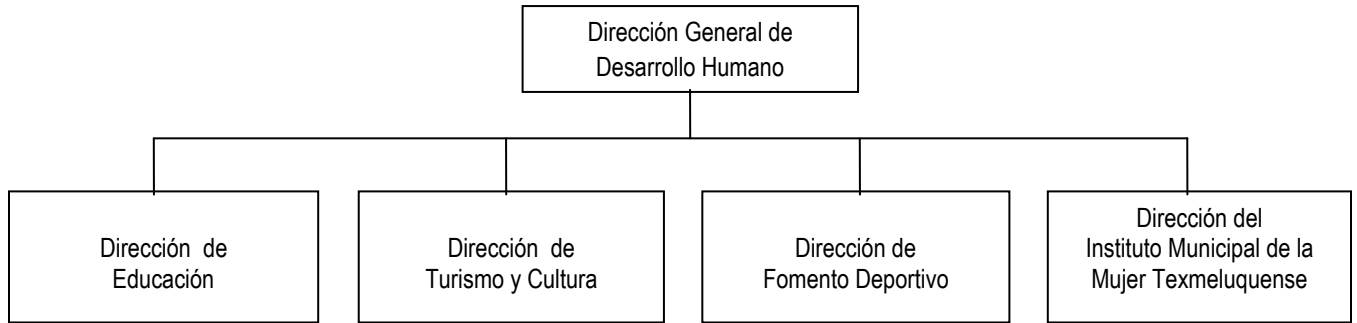 Dirección General de
Desarrollo Humano
Dirección de
Educación
Dirección de
Turismo y Cultura
Dirección de
Fomento Deportivo
Dirección del
Instituto Municipal de la
Mujer Texmeluquense